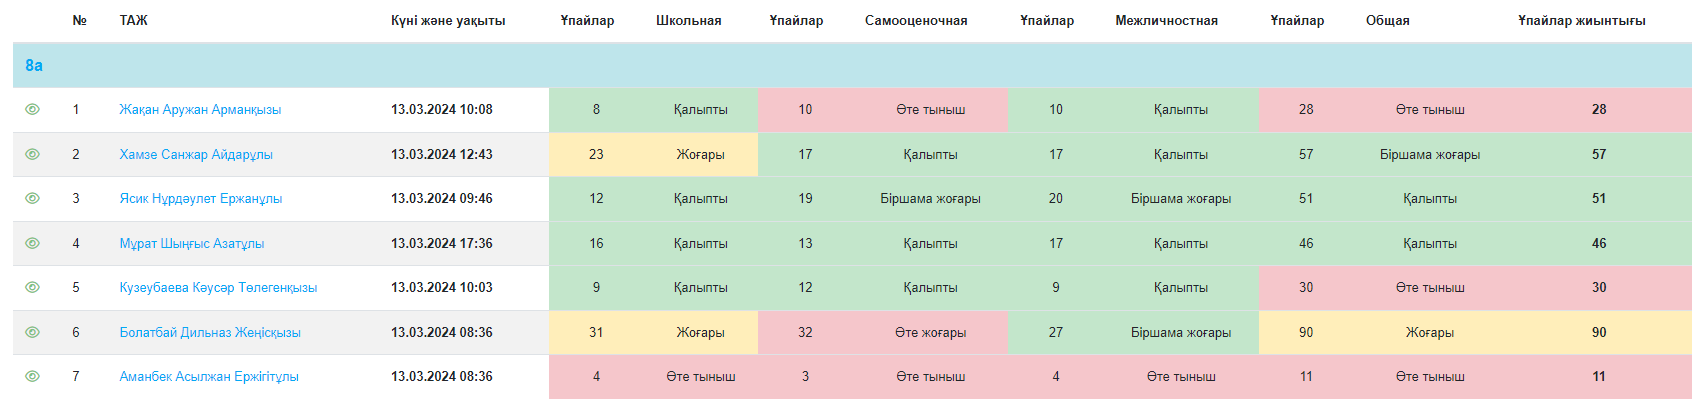 № ТАЖ Күні және уақыты Ұпайлар Школьная Ұпайлар Самооценочная Ұпайлар Межличностная Ұпайлар Общая Ұпайлар жиынтығы
8a
1 Жақан Аружан Арманқызы 13.03.2024 10:08 8 Қалыпты 10 Өте тыныш 10 Қалыпты 28 Өте тыныш 28
2 Хамзе Санжар Айдарұлы 13.03.2024 12:43 23 Жоғары 17 Қалыпты 17 Қалыпты 57 Біршама жоғары 57
3 Ясик Нұрдәулет Ержанұлы 13.03.2024 09:46 12 Қалыпты 19 Біршама жоғары 20 Біршама жоғары 51 Қалыпты 51
4 Мұрат Шыңғыс Азатұлы 13.03.2024 17:36 16 Қалыпты 13 Қалыпты 17 Қалыпты 46 Қалыпты 46
5 Кузеубаева Кәусәр Төлегенқызы 13.03.2024 10:03 9 Қалыпты 12 Қалыпты 9 Қалыпты 30 Өте тыныш 30
6 Болатбай Дильназ Жеңісқызы 13.03.2024 08:36 31 Жоғары 32 Өте жоғары 27 Біршама жоғары 90 Жоғары 90
7 Аманбек Асылжан Ержігітұлы 13.03.2024 08:36 4 Өте тыныш 3 Өте тыныш 4 Өте тыныш 11 Өте тыныш 11